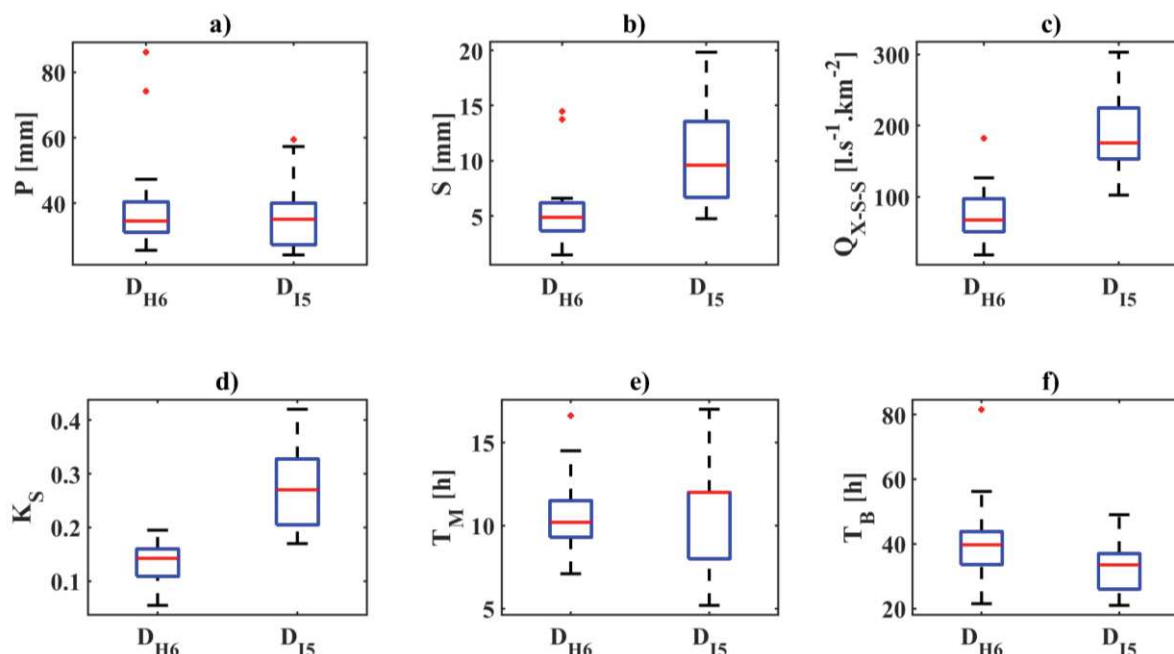 a)
P [mm]
80
60
40
D_H6 D_I5
b)
S [mm]
20
15
10
5
D_H6 D_I5
c)
Q_X-S-S [l.s^-1.km^-2]
300
200
100
D_H6 D_I5
d)
K_S
0.4
0.3
0.2
0.1
D_H6 D_I5
e)
T_M [h]
15
10
5
D_H6 D_I5
f)
T_B [h]
80
60
40
20
D_H6 D_I5